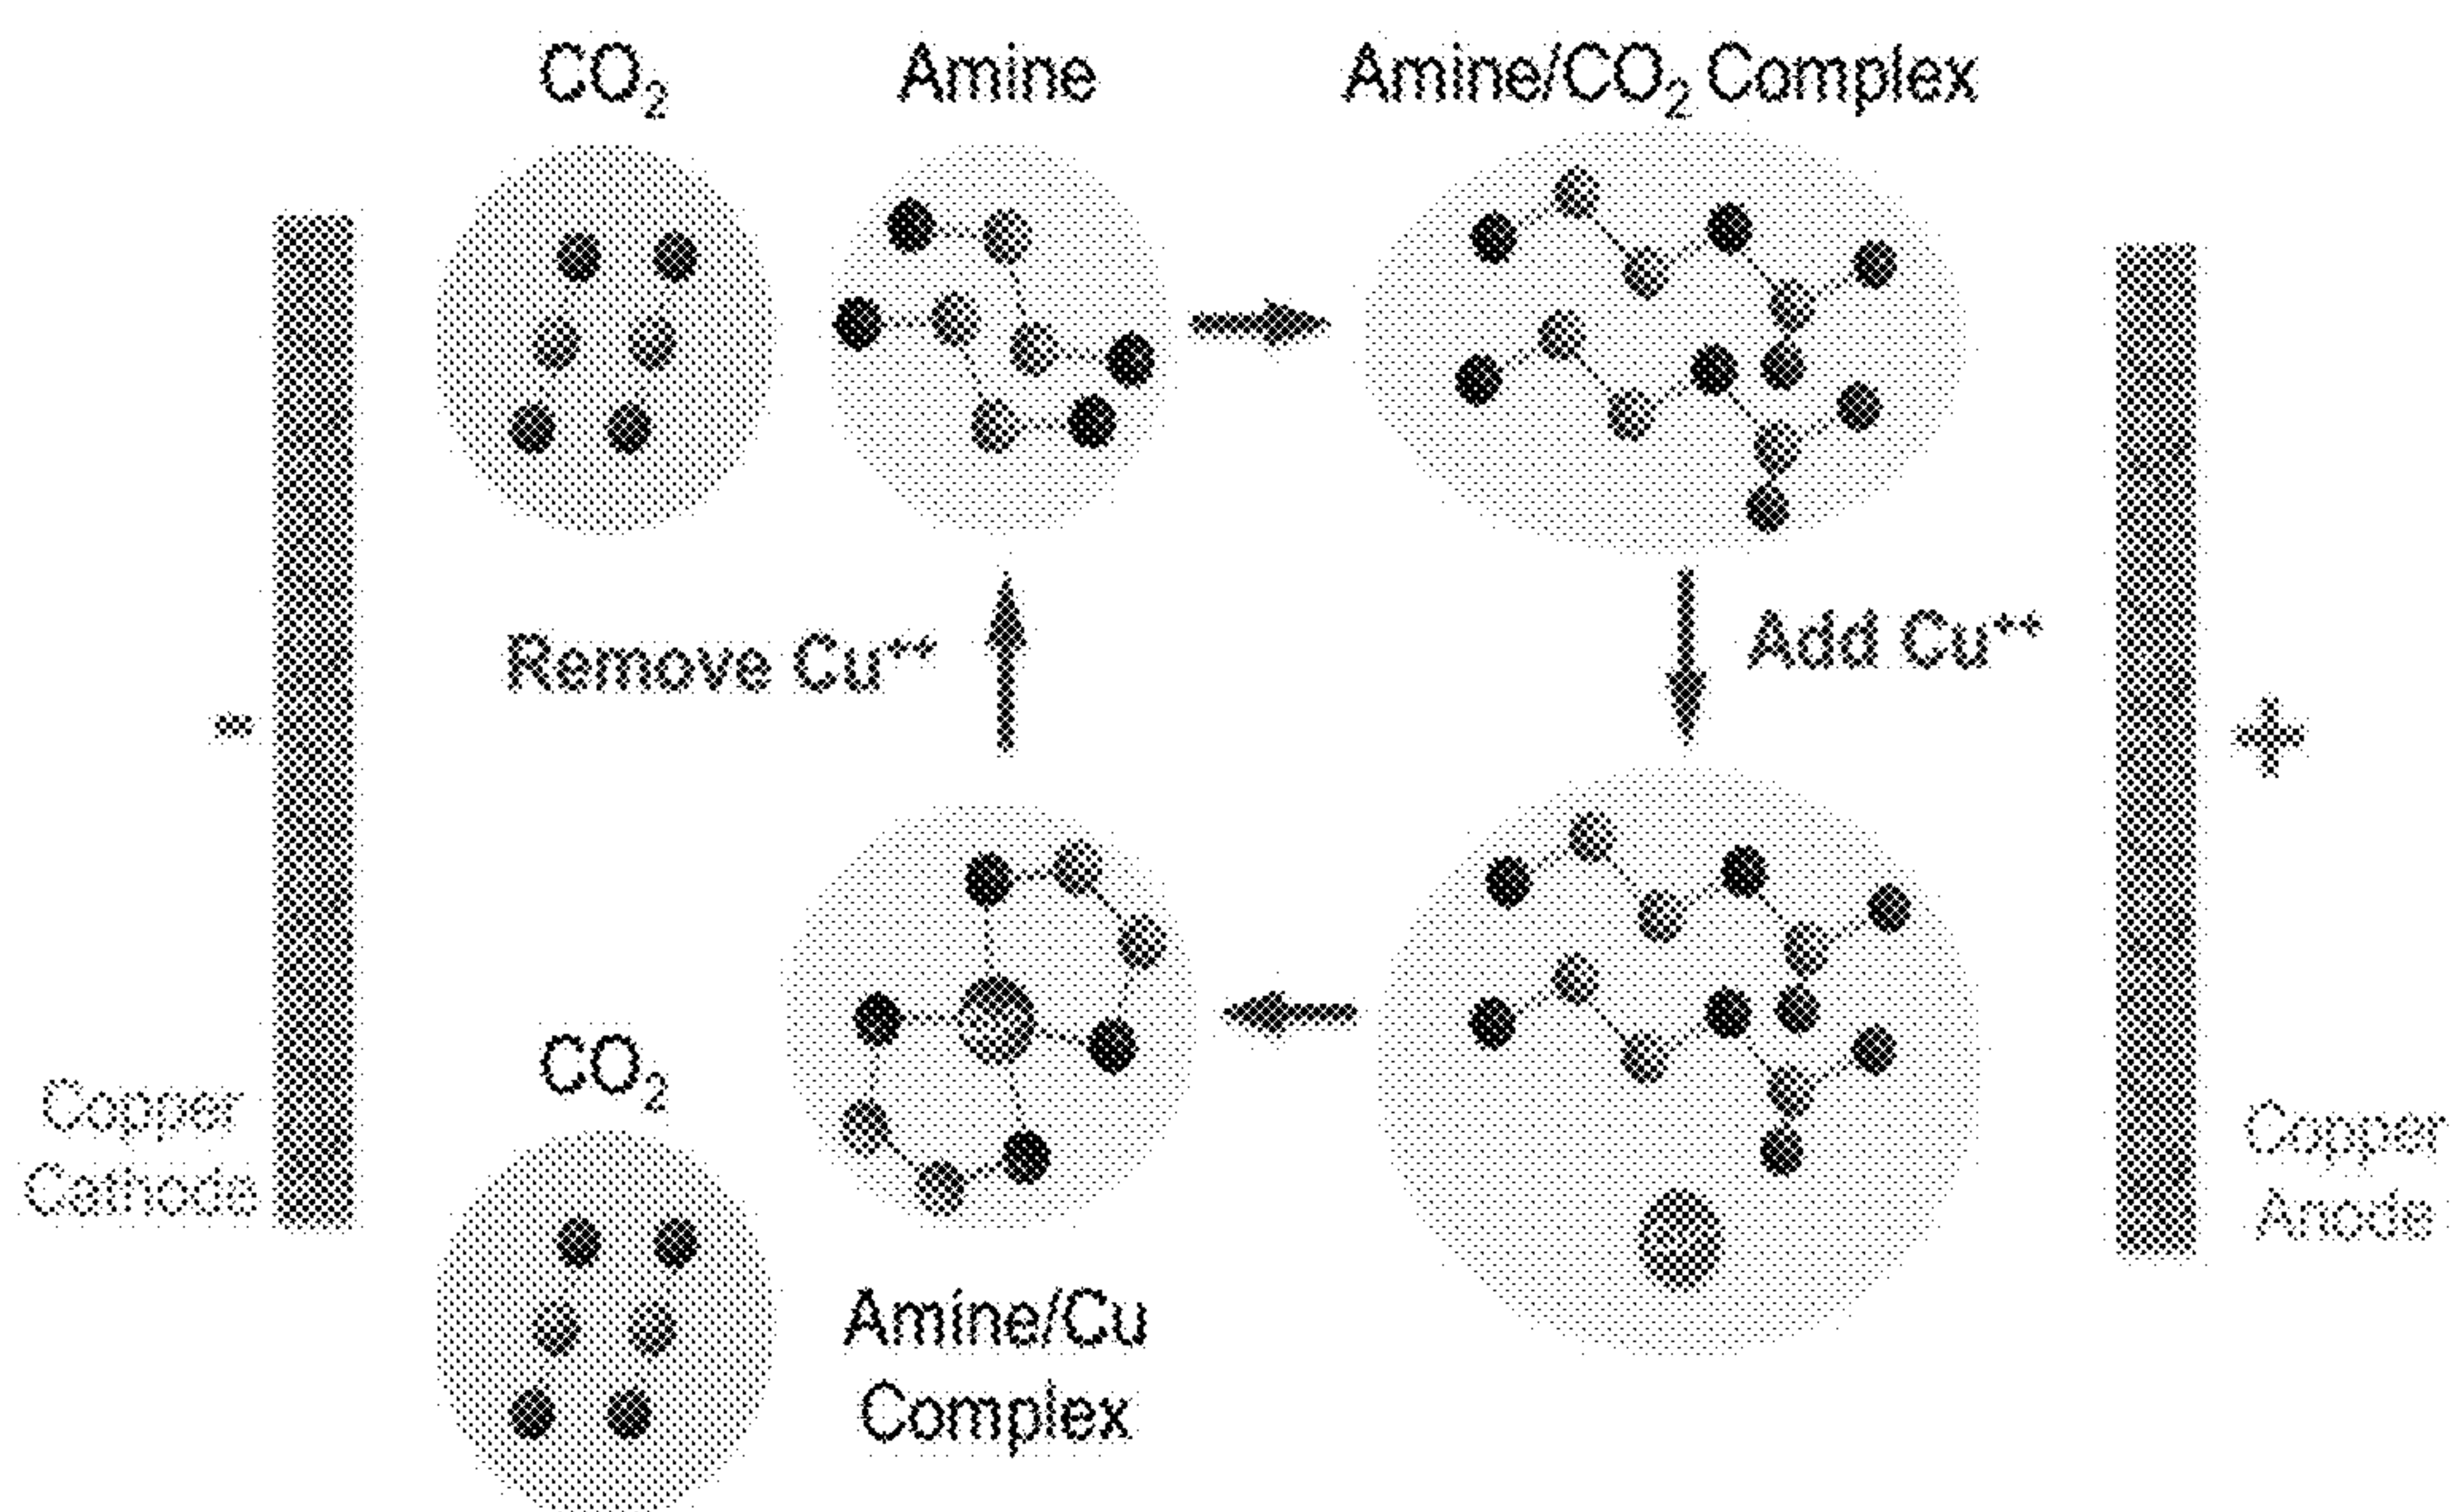 CO₂
Amine
Amine/CO₂ Complex
Remove Cu⁺⁺
Add Cu⁺⁺
-
+
CO₂
Copper
Cathode
Copper
Anode
Amine/Cu
Complex